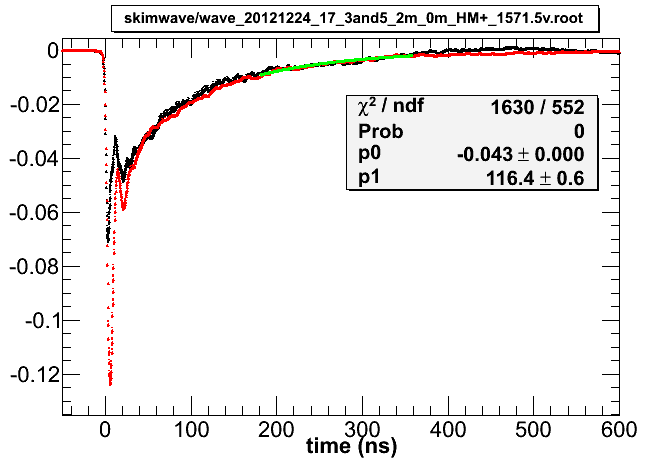 skimwave/wave_20121224_17_3and5_2m_0m_HM+_1571.5v.root
0
-0.02
-0.04
-0.06
-0.08
-0.1
-0.12
χ² / ndf 1630 / 552
Prob 0
p0 -0.043 ± 0.000
p1 116.4 ± 0.6
0 100 200 300 400 500 600
time (ns)